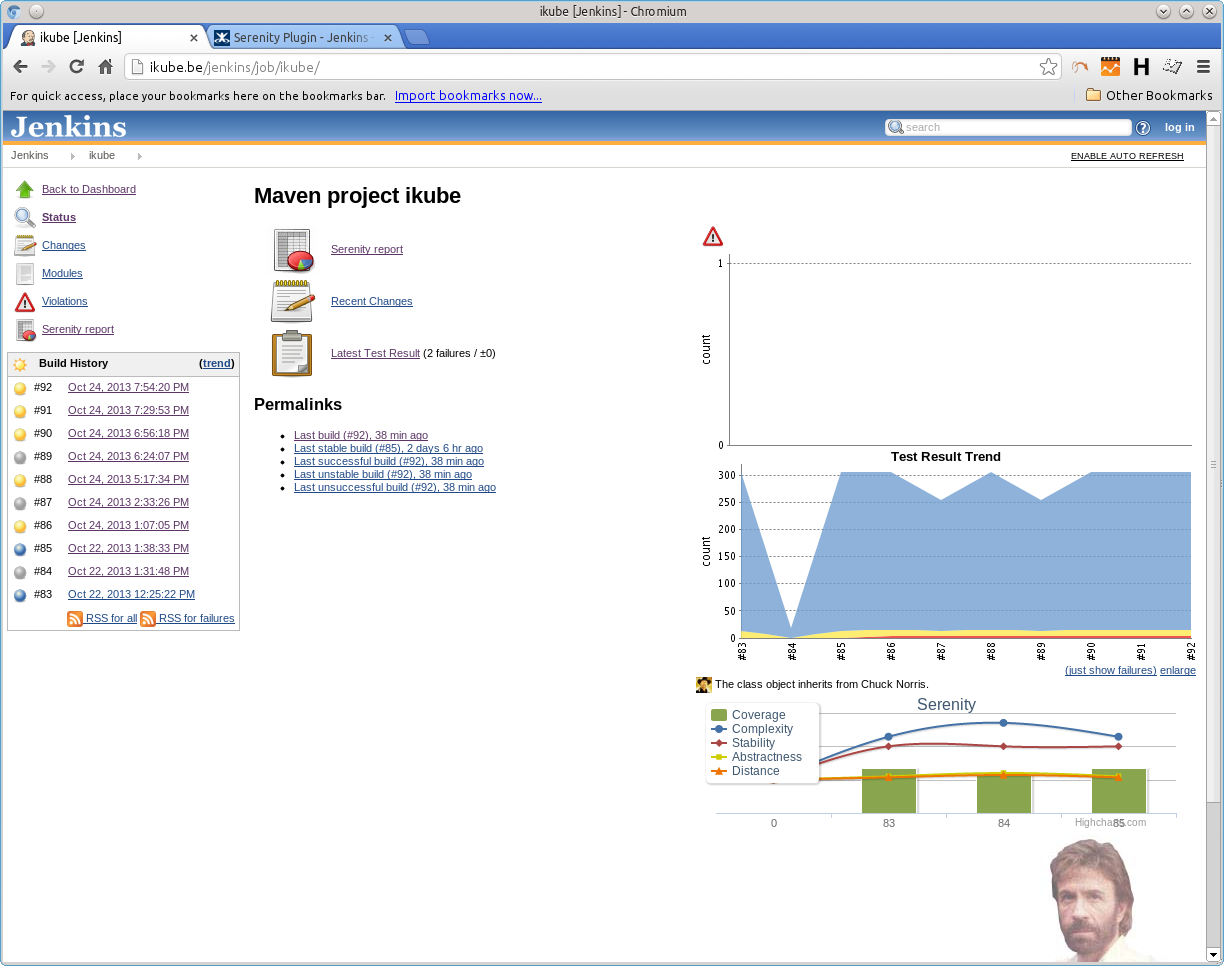 ikube [Jenkins] - Chromium
ikube [Jenkins]
Serenity Plugin - Jenkins -
ikube.be/jenkins/job/ikube/
H
For quick access, place your bookmarks here on the bookmarks bar. Import bookmarks now...
Other Bookmarks
Jenkins
search
?
log in
Jenkins
ikube
ENABLE AUTO REFRESH
Back to Dashboard
Status
Changes
Modules
Violations
Serenity report
Build History (trend)
#92 Oct 24, 2013 7:54:20 PM
#91 Oct 24, 2013 7:29:53 PM
#90 Oct 24, 2013 6:56:18 PM
#89 Oct 24, 2013 6:24:07 PM
#88 Oct 24, 2013 5:17:34 PM
#87 Oct 24, 2013 2:33:26 PM
#86 Oct 24, 2013 1:07:05 PM
#85 Oct 22, 2013 1:38:33 PM
#84 Oct 22, 2013 1:31:48 PM
#83 Oct 22, 2013 12:25:22 PM
RSS for all RSS for failures
Maven project ikube
Serenity report
Recent Changes
Latest Test Result (2 failures / ±0)
Permalinks
Last build (#92), 38 min ago
Last stable build (#85), 2 days 6 hr ago
Last successful build (#92), 38 min ago
Last unstable build (#92), 38 min ago
Last unsuccessful build (#92), 38 min ago
1
count
0
Test Result Trend
300
250
200
150
100
50
0
count
#83 #84 #85 #86 #87 #88 #89 #90 #91 #92
(just show failures) enlarge
The class object inherits from Chuck Norris.
Serenity
Coverage
Complexity
Stability
Abstractness
Distance
0 83 84 85
Highcharts.com